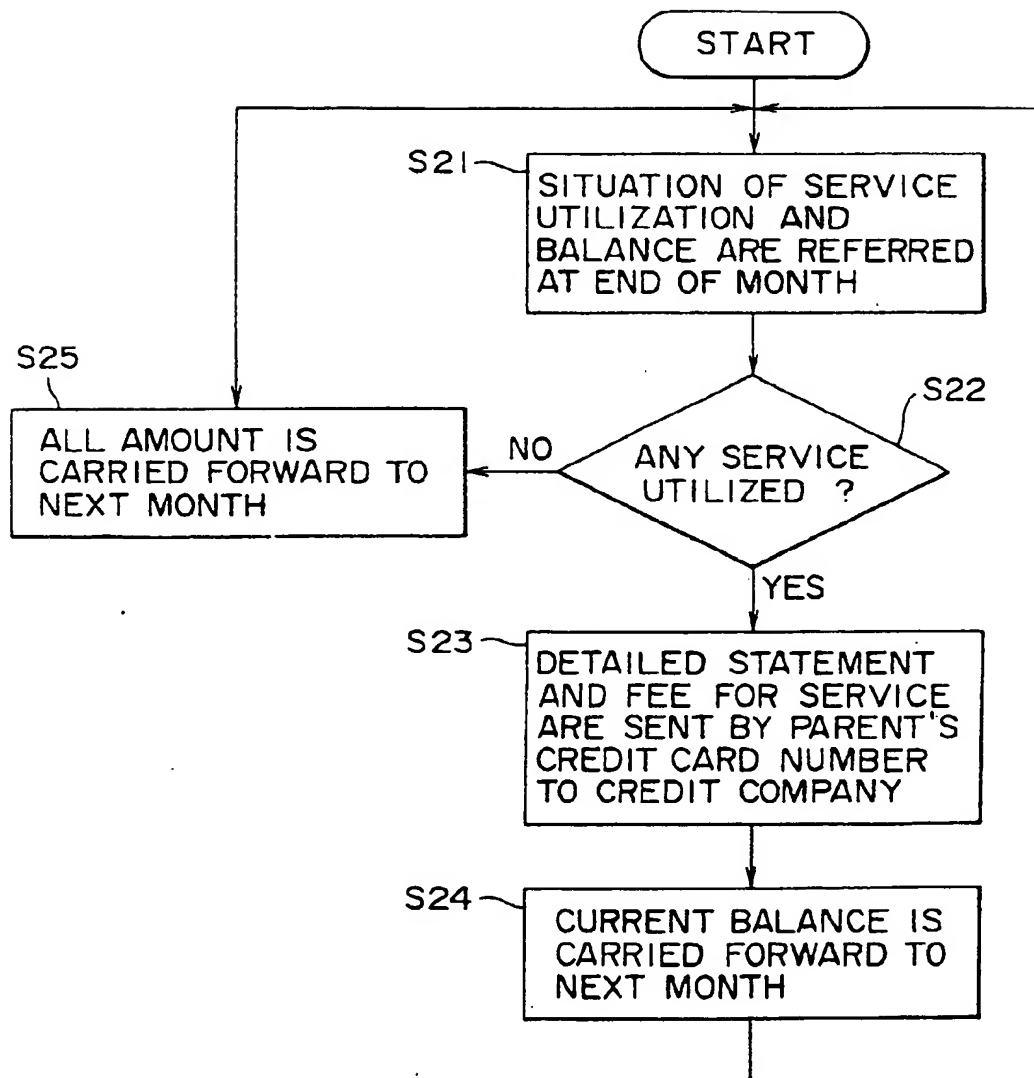 START
S21
SITUATION OF SERVICE
UTILIZATION AND
BALANCE ARE REFERRED
AT END OF MONTH
S25
ALL AMOUNT IS
CARRIED FORWARD TO
NEXT MONTH
NO
S22
ANY SERVICE
UTILIZED ?
YES
S23
DETAILED STATEMENT
AND FEE FOR SERVICE
ARE SENT BY PARENT'S
CREDIT CARD NUMBER
TO CREDIT COMPANY
S24
CURRENT BALANCE IS
CARRIED FORWARD TO
NEXT MONTH